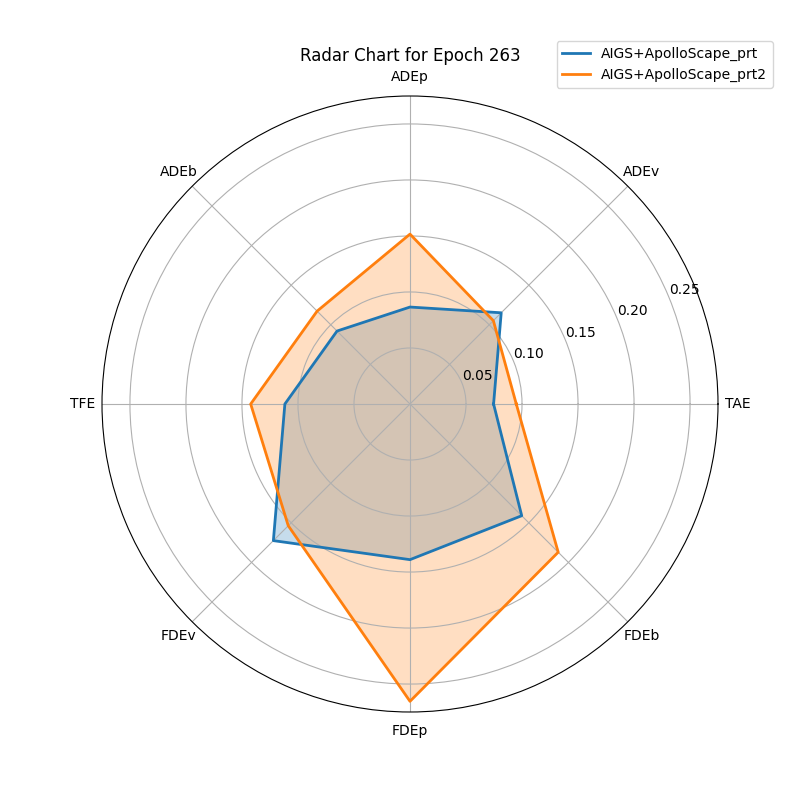 Radar Chart for Epoch 263
AIGS+ApolloScape_prt
AIGS+ApolloScape_prt2
ADEp
ADEb
ADEv
0.25
0.20
0.15
0.10
0.05
TFE
TAE
FDEv
FDEb
FDEp